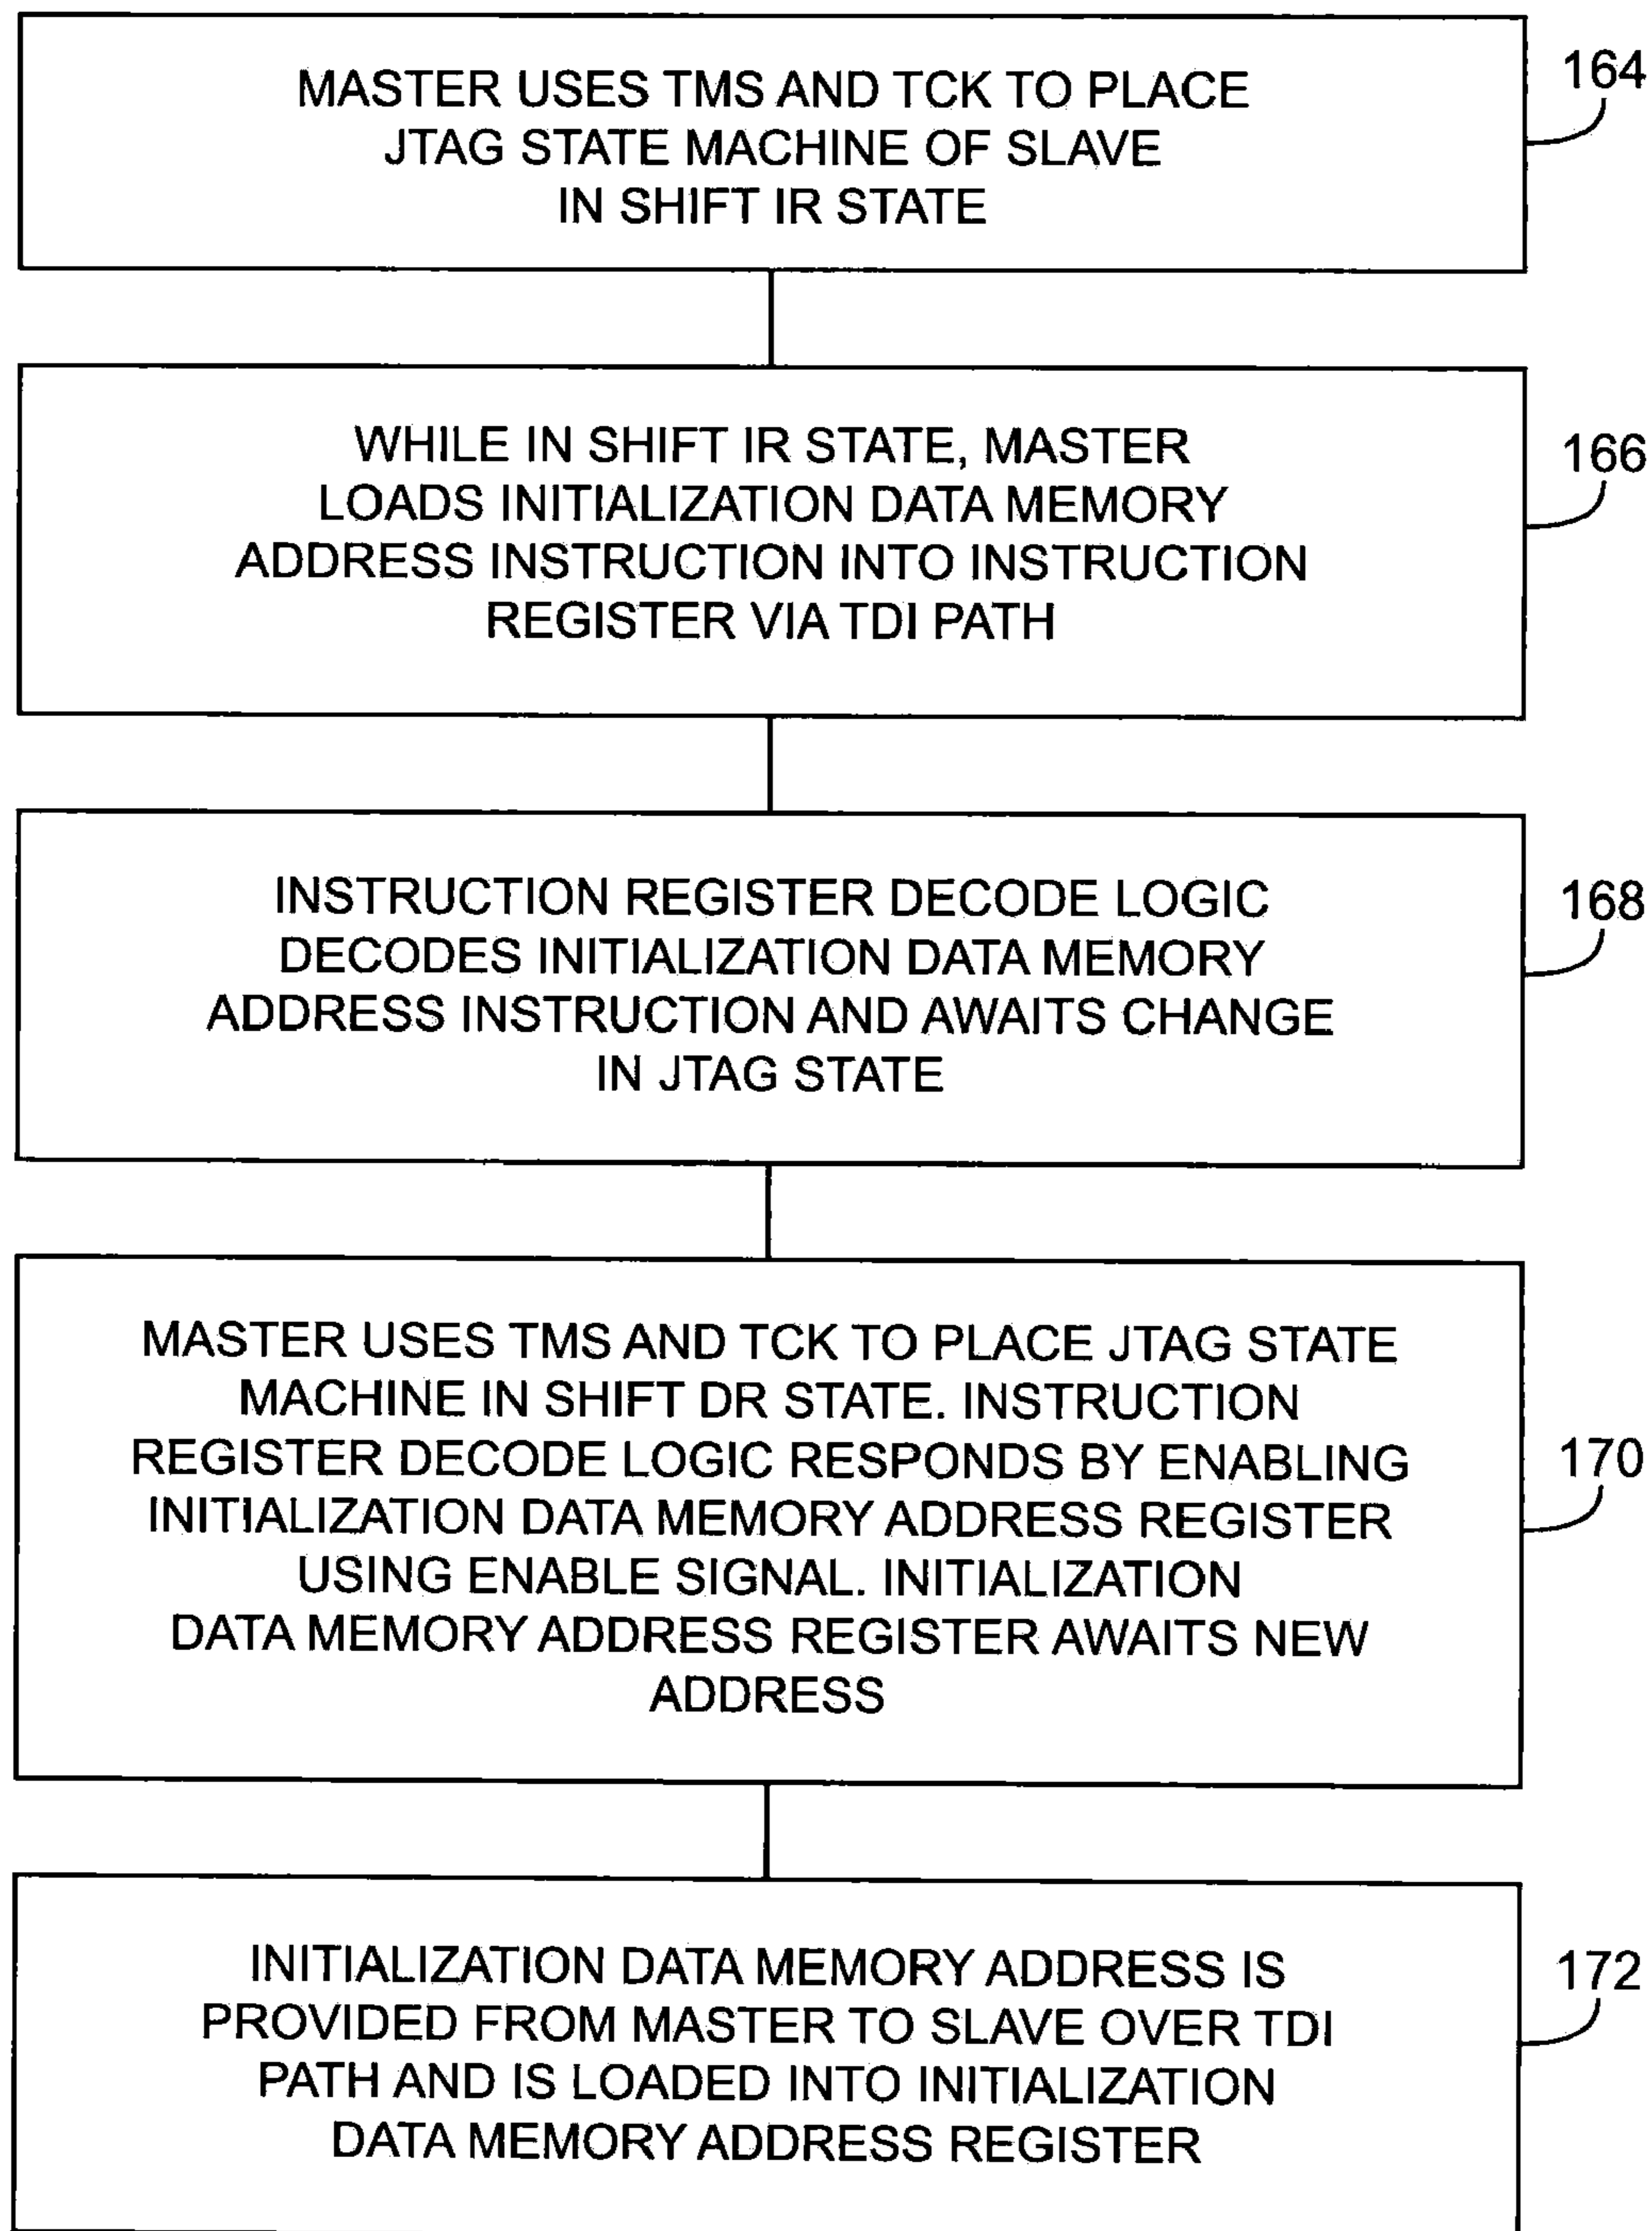 MASTER USES TMS AND TCK TO PLACE
JTAG STATE MACHINE OF SLAVE
IN SHIFT IR STATE
164
WHILE IN SHIFT IR STATE, MASTER
LOADS INITIALIZATION DATA MEMORY
ADDRESS INSTRUCTION INTO INSTRUCTION
REGISTER VIA TDI PATH
166
INSTRUCTION REGISTER DECODE LOGIC
DECODES INITIALIZATION DATA MEMORY
ADDRESS INSTRUCTION AND AWAITS CHANGE
IN JTAG STATE
168
MASTER USES TMS AND TCK TO PLACE JTAG STATE
MACHINE IN SHIFT DR STATE. INSTRUCTION
REGISTER DECODE LOGIC RESPONDS BY ENABLING
INITIALIZATION DATA MEMORY ADDRESS REGISTER
USING ENABLE SIGNAL. INITIALIZATION
DATA MEMORY ADDRESS REGISTER AWAITS NEW
ADDRESS
170
INITIALIZATION DATA MEMORY ADDRESS IS
PROVIDED FROM MASTER TO SLAVE OVER TDI
PATH AND IS LOADED INTO INITIALIZATION
DATA MEMORY ADDRESS REGISTER
172